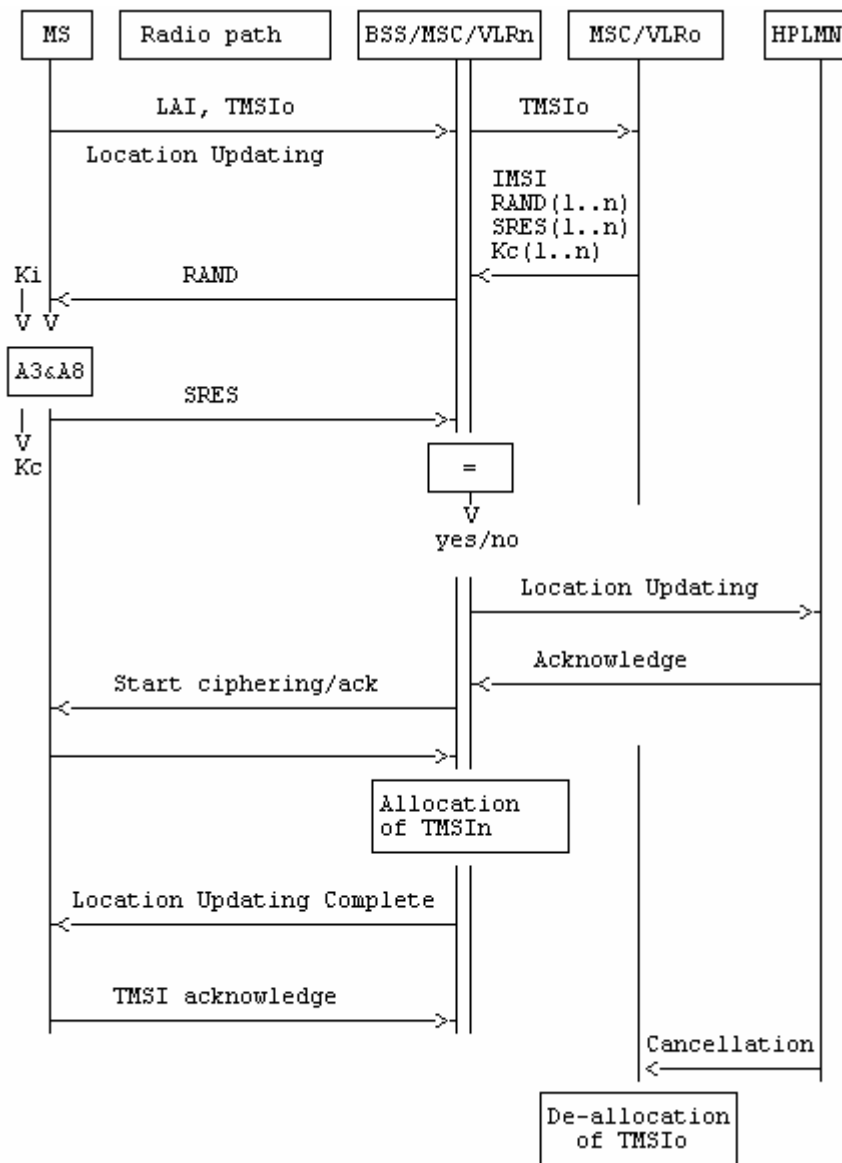 MS Radio path BSS/MSC/VLRn MSC/VLRo HPLMN
LAI, TMSIo TMSIo
Location Updating
IMSI
RAND(1..n)
SRES(1..n)
Kc(1..n)
Ki RAND
V V
A3&A8
SRES
V
Kc
=
V
yes/no
Location Updating
Acknowledge
Start ciphering/ack
Allocation
of TMSIn
Location Updating Complete
TMSI acknowledge
Cancellation
De-allocation
of TMSIo